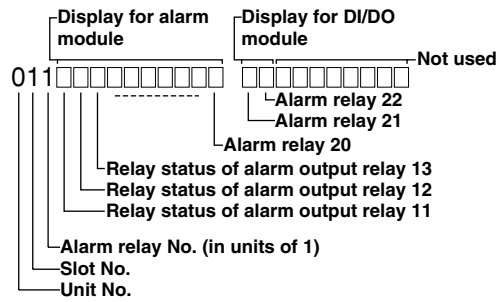 Display for alarm module
Display for DI/DO module
Not used
011
Alarm relay 22
Alarm relay 21
Alarm relay 20
Relay status of alarm output relay 13
Relay status of alarm output relay 12
Relay status of alarm output relay 11
Alarm relay No. (in units of 1)
Slot No.
Unit No.